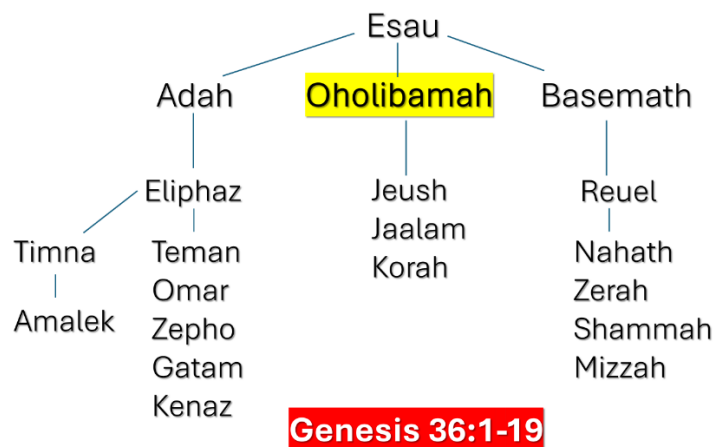 Esau
Adah Oholibamah Basemath
Eliphaz Jeush Reuel
Jaalam
Korah
Timna Teman Nahath
Omar Zerah
Amalek Zepho Shammah
Gatam Mizzah
Kenaz
Genesis 36:1-19